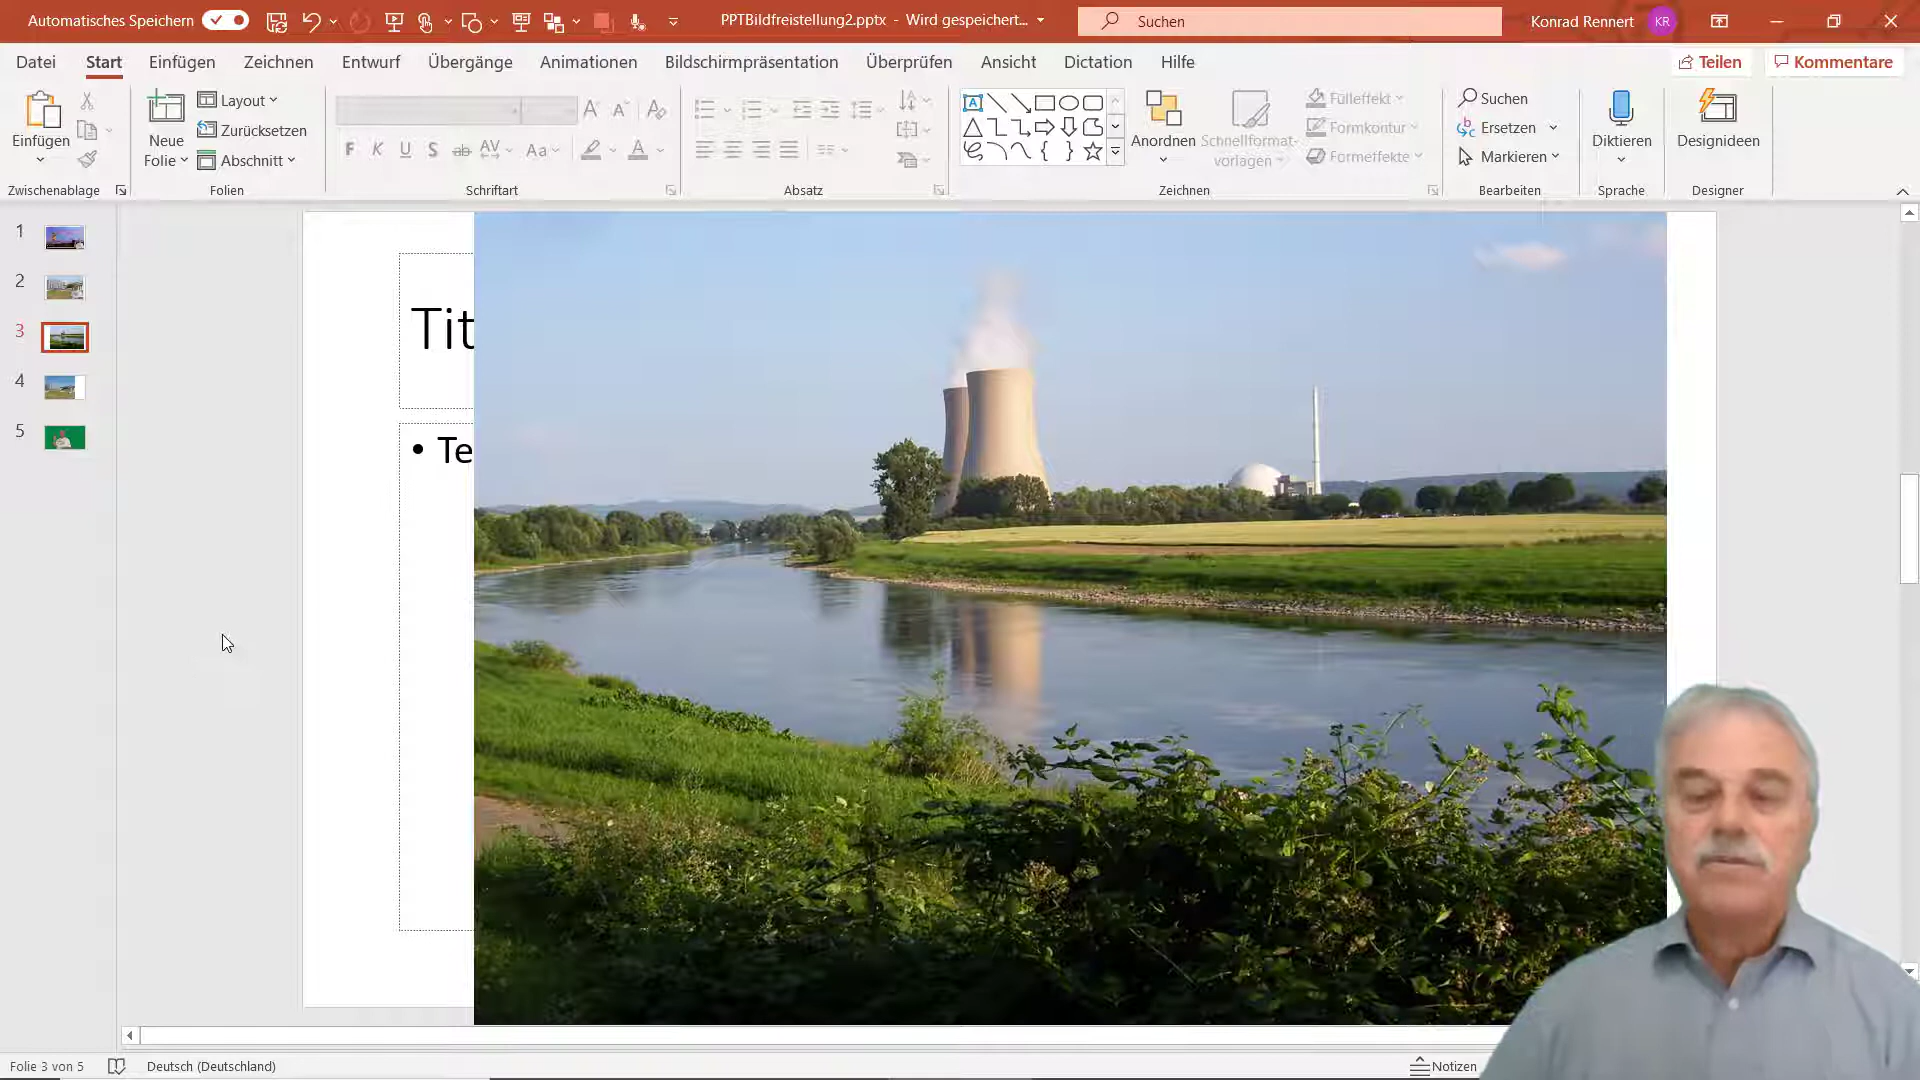 Automatisches Speichern
PPTBildfreistellung2.pptx - Wird gespeichert...
Suchen
Konrad Rennert KR
Datei Start Einfügen Zeichnen Entwurf Übergänge Animationen Bildschirmpräsentation Überprüfen Ansicht Dictation Hilfe Teilen Kommentare
Einfügen
Zwischenablage
Neue
Folie
Layout
Zurücksetzen
Abschnitt
Folien
F K U S ab AV Aa A
Schriftart
Absatz
Anordnen
Schnellformat-
vorlagen
Fülleffekt
Formkontur
Formeffekte
Zeichnen
Suchen
Ersetzen
Markieren
Bearbeiten
Diktieren
Sprache
Designideen
Designer
1
2
3
4
5
Tit
• Te
Folie 3 von 5 Deutsch (Deutschland) Notizen